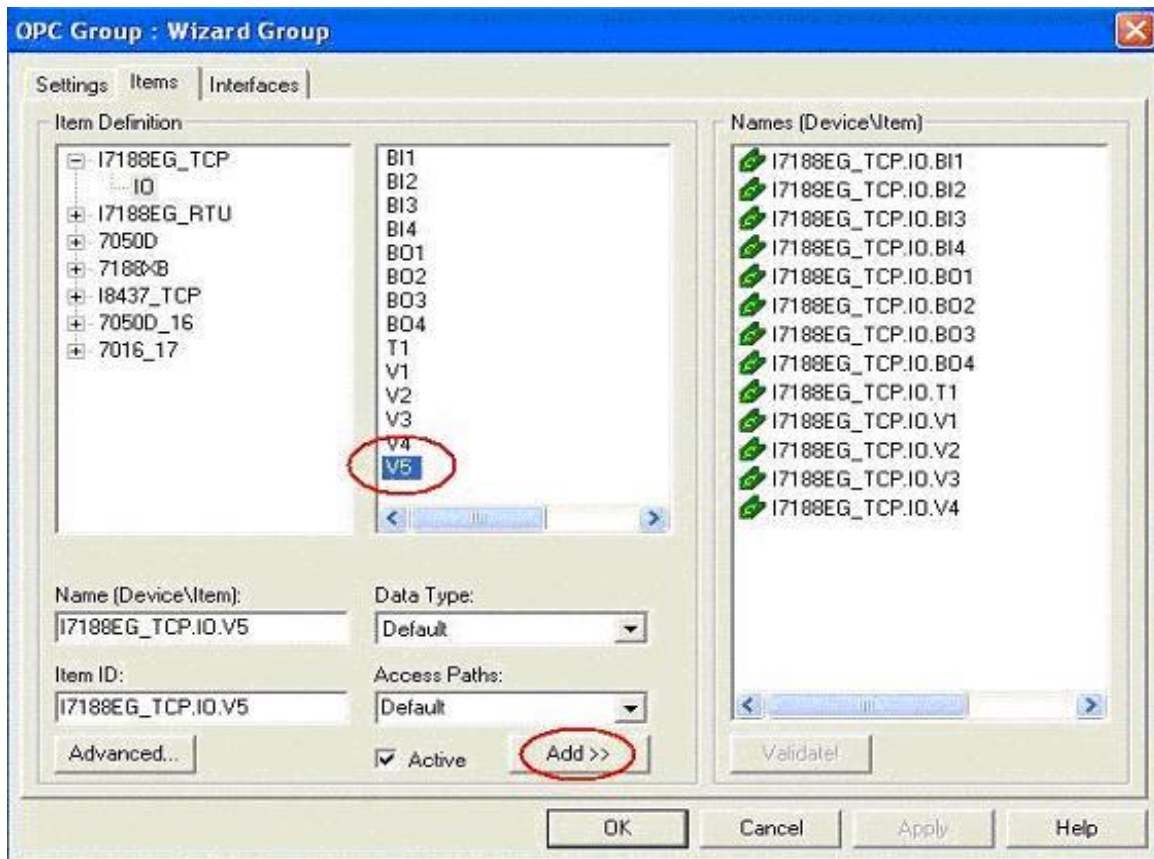 OPC Group : Wizard Group
Settings Items Interfaces
Item Definition
I7188EG_TCP
IO
I7188EG_RTU
7050D
7188XB
I8437_TCP
7050D_16
7016_17
BI1
BI2
BI3
BI4
BO1
BO2
BO3
BO4
T1
V1
V2
V3
V4
V5
Name (Device\Item):
I7188EG_TCP.IO.V5
Data Type:
Default
Item ID:
I7188EG_TCP.IO.V5
Access Paths:
Default
Advanced...
Active
Add >>
Names (Device\Item)
I7188EG_TCP.IO.BI1
I7188EG_TCP.IO.BI2
I7188EG_TCP.IO.BI3
I7188EG_TCP.IO.BI4
I7188EG_TCP.IO.BO1
I7188EG_TCP.IO.BO2
I7188EG_TCP.IO.BO3
I7188EG_TCP.IO.BO4
I7188EG_TCP.IO.T1
I7188EG_TCP.IO.V1
I7188EG_TCP.IO.V2
I7188EG_TCP.IO.V3
I7188EG_TCP.IO.V4
Validate!
OK Cancel Apply Help